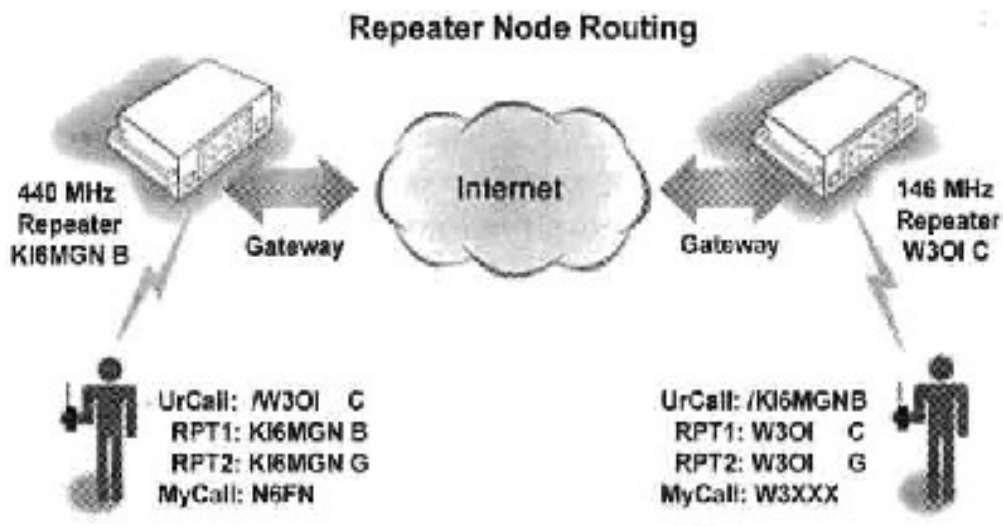 Repeater Node Routing
440 MHz
Repeater
KI6MGN B
Gateway
Internet
Gateway
146 MHz
Repeater
W3OI C
UrCall: /W3OI C
RPT1: KI6MGN B
RPT2: KI6MGN G
MyCall: N6FN
UrCall: /KI6MGNB
RPT1: W3OI C
RPT2: W3OI G
MyCall: W3XXX